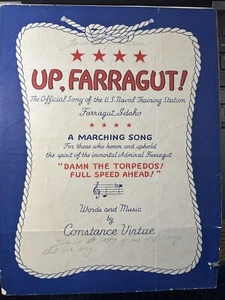 UP, FARRAGUT!
The Official Song of the U.S. Naval Training Station
Farragut, Idaho
A MARCHING SONG
For those who honor and uphold
the spirit of the immortal Admiral Farragut
"DAMN THE TORPEDOS!
FULL SPEED AHEAD!"
Words and Music
by
Constance Virtue